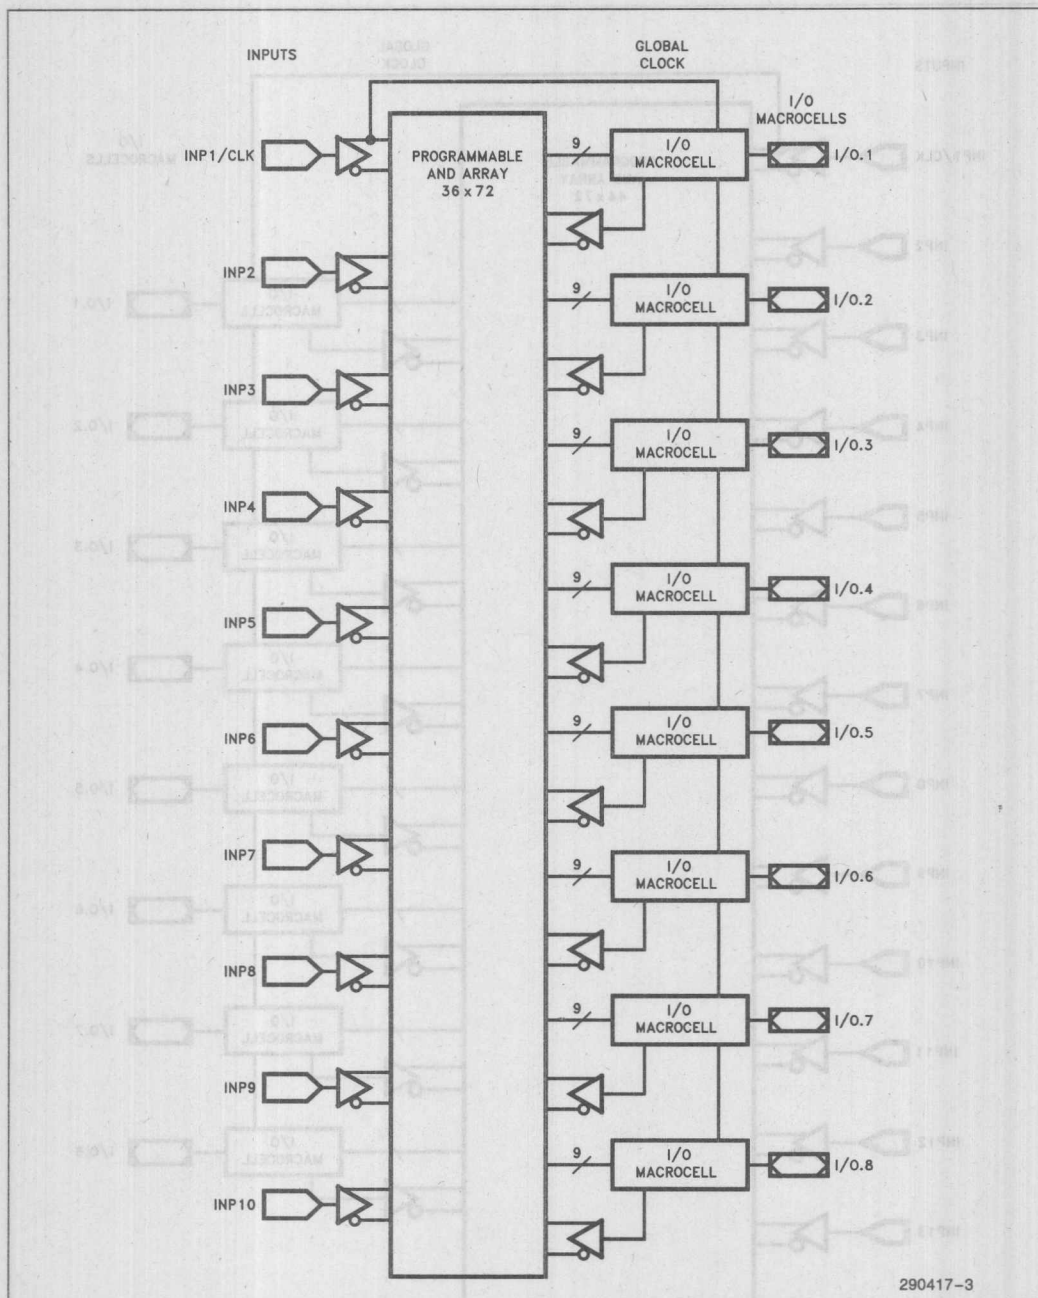 INPUTS
GLOBAL
CLOCK
I/O
MACROCELLS
INP1/CLK
PROGRAMMABLE
AND ARRAY
36 x 72
9
I/O
MACROCELL
I/O.1
INP2
9
I/O
MACROCELL
I/O.2
INP3
9
I/O
MACROCELL
I/O.3
INP4
9
I/O
MACROCELL
I/O.4
INP5
INP6
9
I/O
MACROCELL
I/O.5
INP7
9
I/O
MACROCELL
I/O.6
INP8
9
I/O
MACROCELL
I/O.7
INP9
9
I/O
MACROCELL
I/O.8
INP10
290417-3